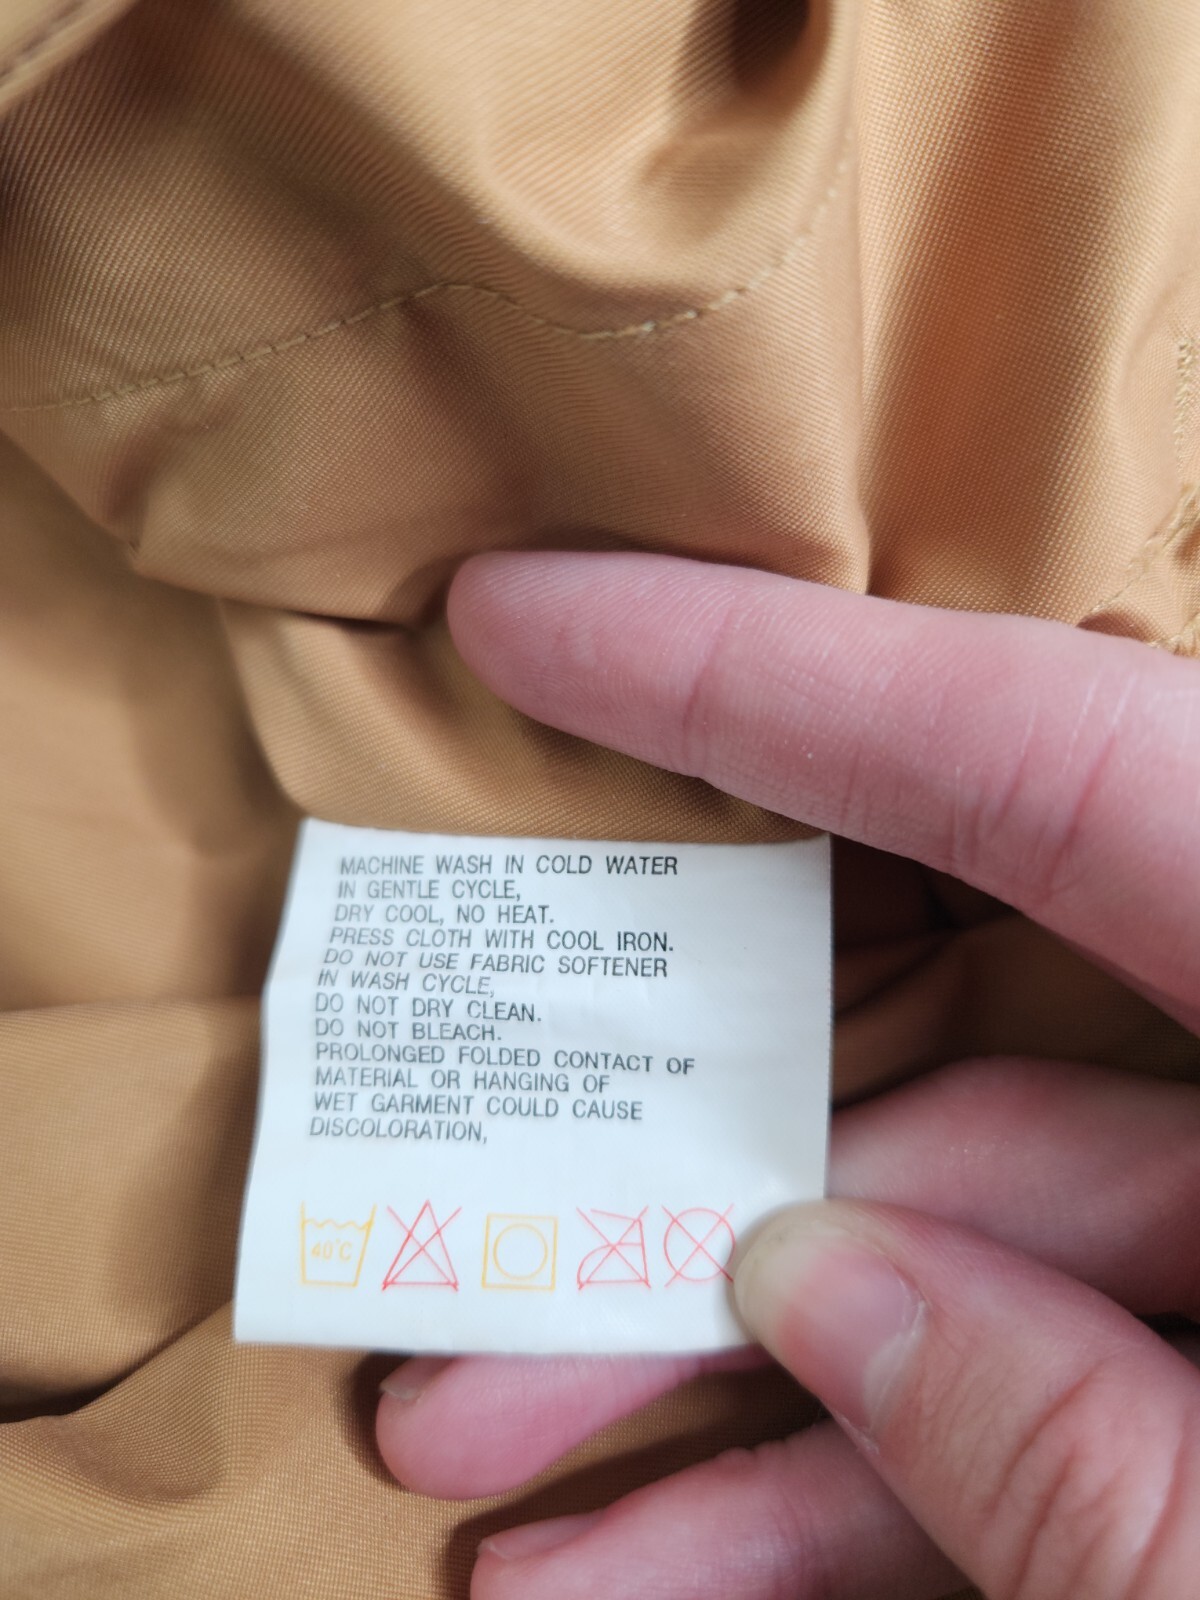 MACHINE WASH IN COLD WATER
IN GENTLE CYCLE,
DRY COOL, NO HEAT.
PRESS CLOTH WITH COOL IRON.
DO NOT USE FABRIC SOFTENER
IN WASH CYCLE,
DO NOT DRY CLEAN.
DO NOT BLEACH.
PROLONGED FOLDED CONTACT OF
MATERIAL OR HANGING OF
WET GARMENT COULD CAUSE
DISCOLORATION,
40°C